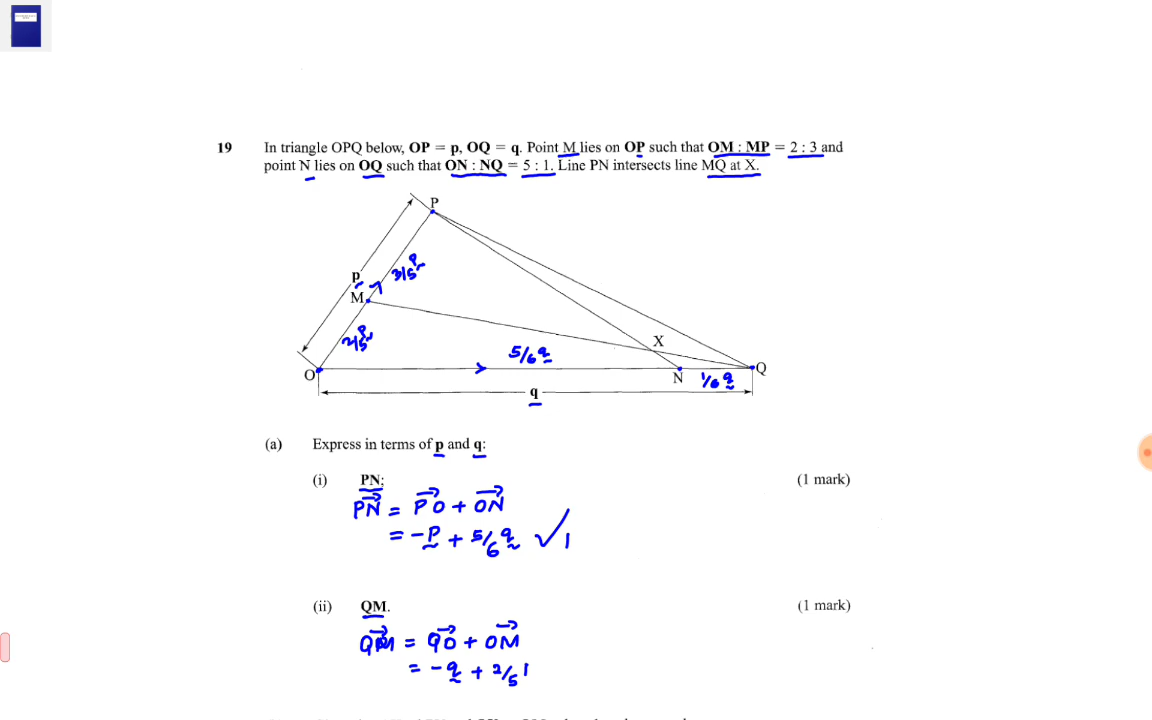 19 In triangle OPQ below, OP = p, OQ = q. Point M lies on OP such that OM : MP = 2 : 3 and
point N lies on OQ such that ON : NQ = 5 : 1. Line PN intersects line MQ at X.
P
3/5 p
p
M
2/5 p
X
5/6 q
O
N
1/6 q
Q
q
(a) Express in terms of p and q:
(i) PN; (1 mark)
PN = PO + ON
= -p + 5/6 q ✓1
(ii) QM. (1 mark)
QM = QO + OM
= -q + 2/5